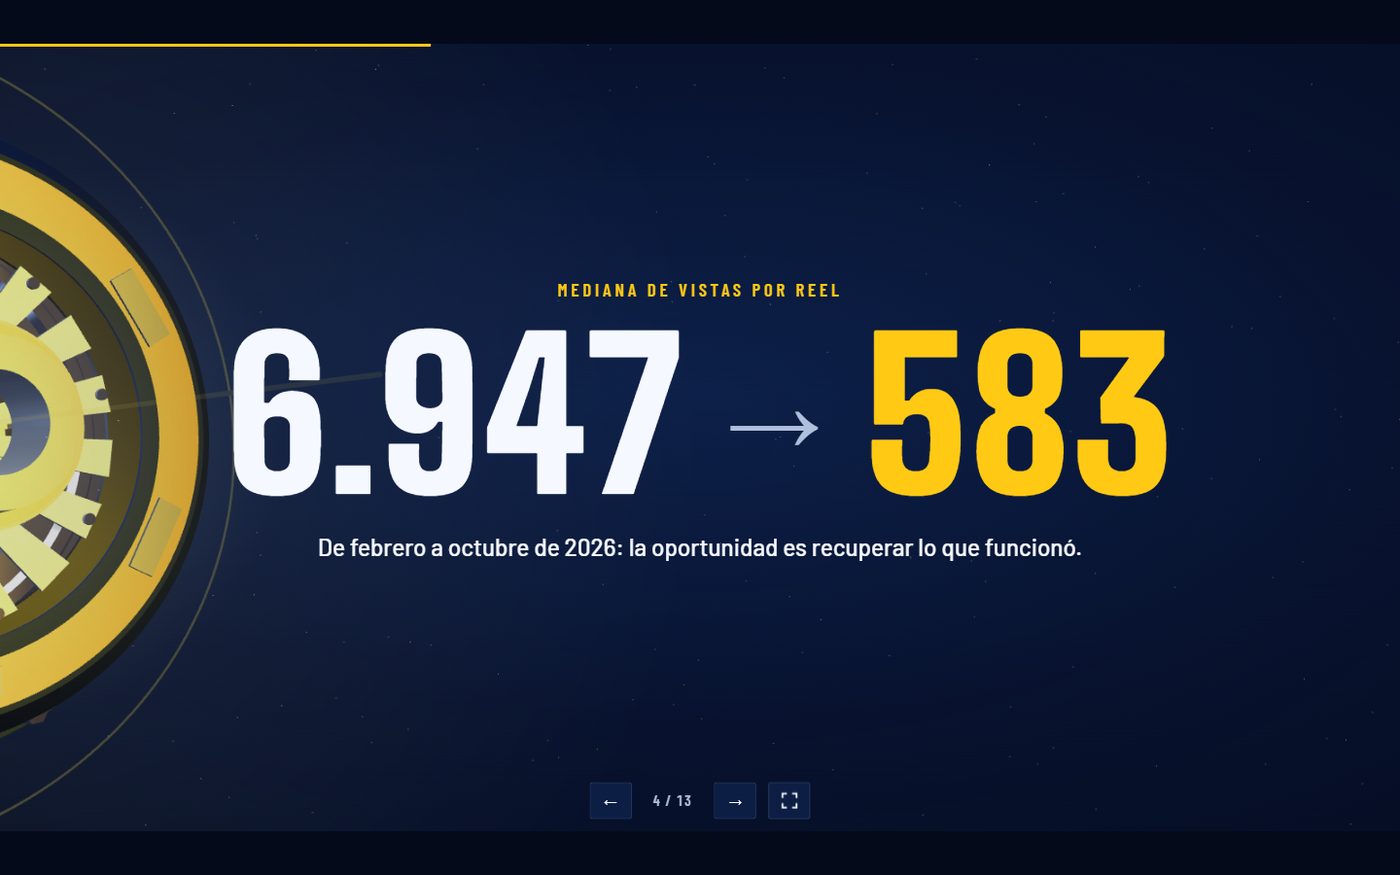 MEDIANA DE VISTAS POR REEL
6.947 → 583
De febrero a octubre de 2026: la oportunidad es recuperar lo que funcionó.
← 4 / 13 →